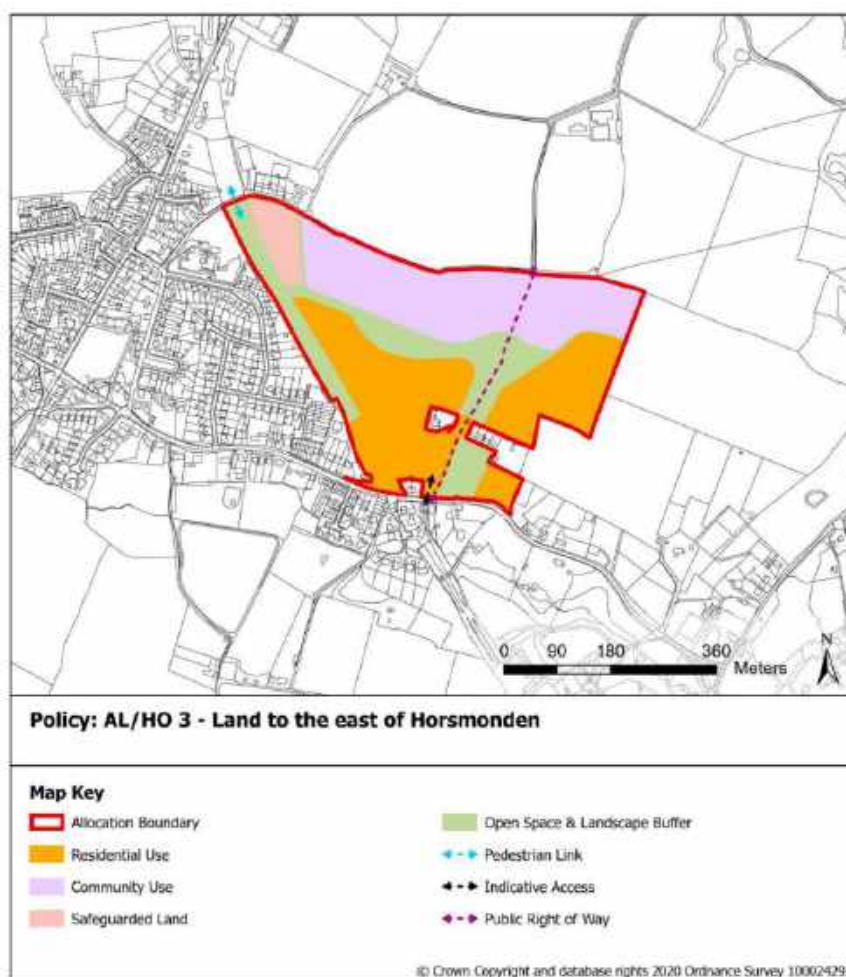 N
0 90 180 360
Meters
Policy: AL/HO 3 - Land to the east of Horsmonden
Map Key
Allocation Boundary
Residential Use
Community Use
Safeguarded Land
Open Space & Landscape Buffer
Pedestrian Link
Indicative Access
Public Right of Way
© Crown Copyright and database rights 2020 Ordnance Survey 10002429